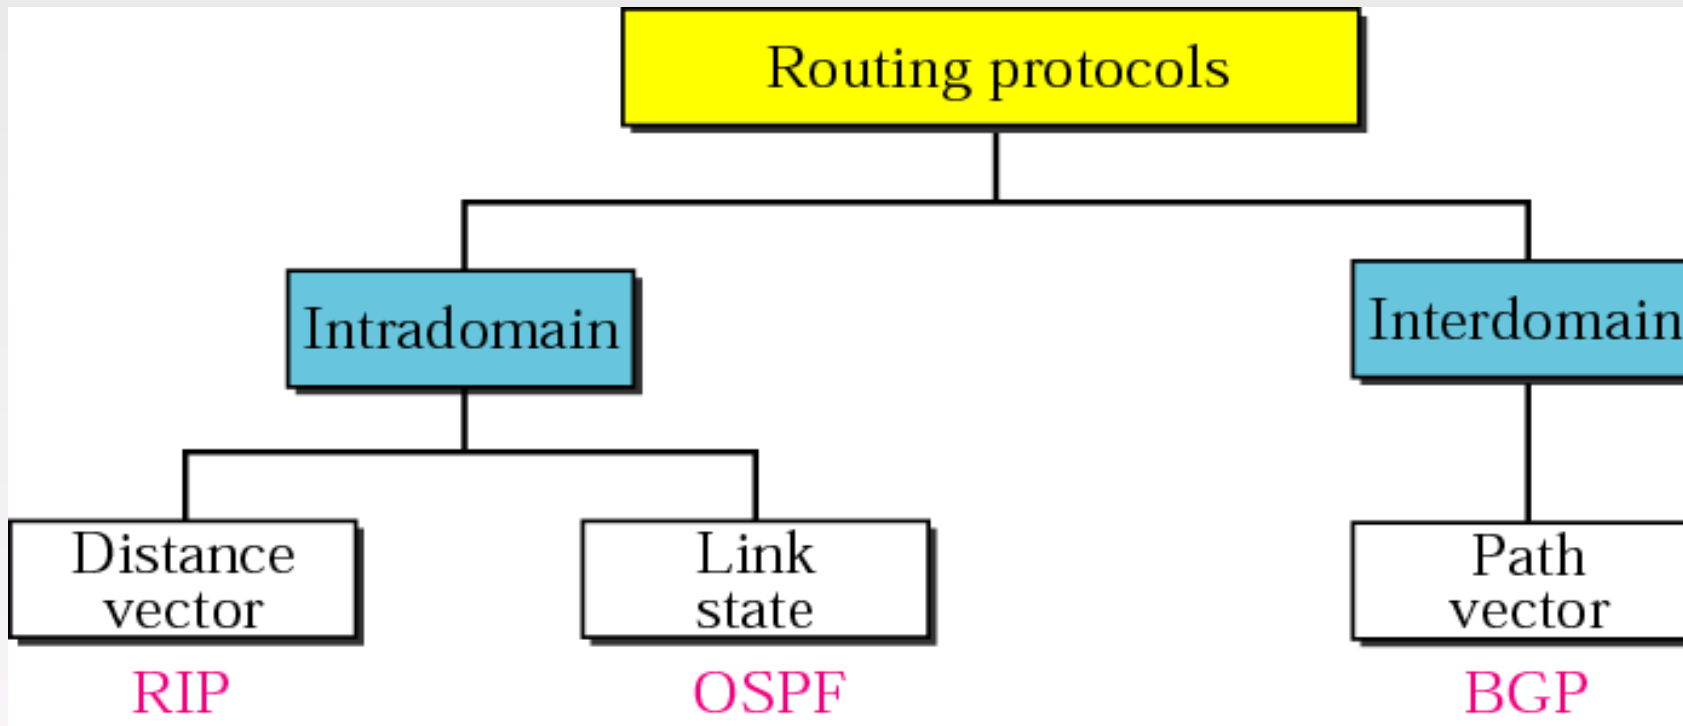 Routing protocols
Intradomain
Interdomain
Distance
vector
Link
state
Path
vector
RIP
OSPF
BGP